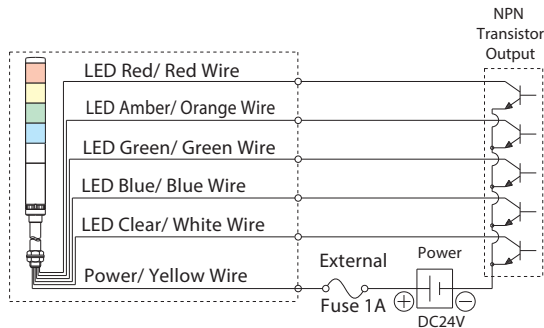 NPN
Transistor
Output
LED Red/ Red Wire
LED Amber/ Orange Wire
LED Green/ Green Wire
LED Blue/ Blue Wire
LED Clear/ White Wire
Power/ Yellow Wire
External
Fuse 1A
Power
+ −
DC24V